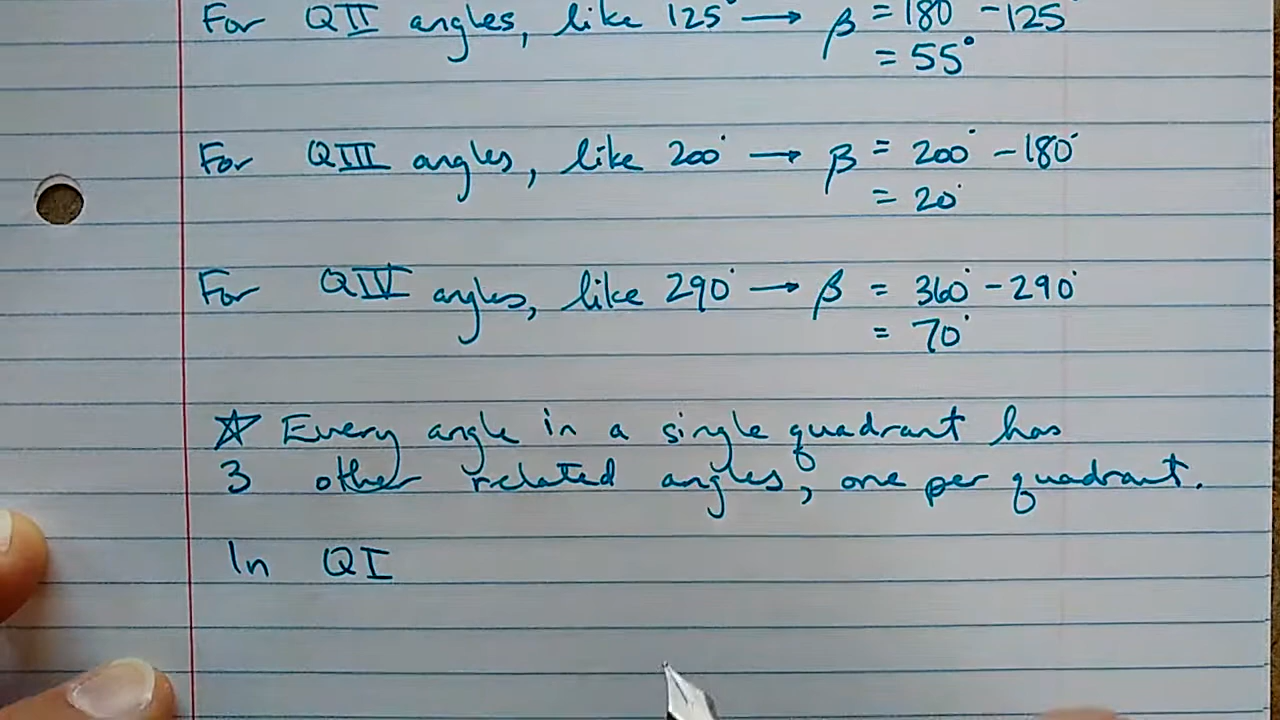 For QII angles, like 125° → β = 180° - 125°
= 55°
For QIII angles, like 200° → β = 200° - 180°
= 20°
For QIV angles, like 290° → β = 360° - 290°
= 70°
☆ Every angle in a single quadrant has
3 other related angles, one per quadrant.
In QI